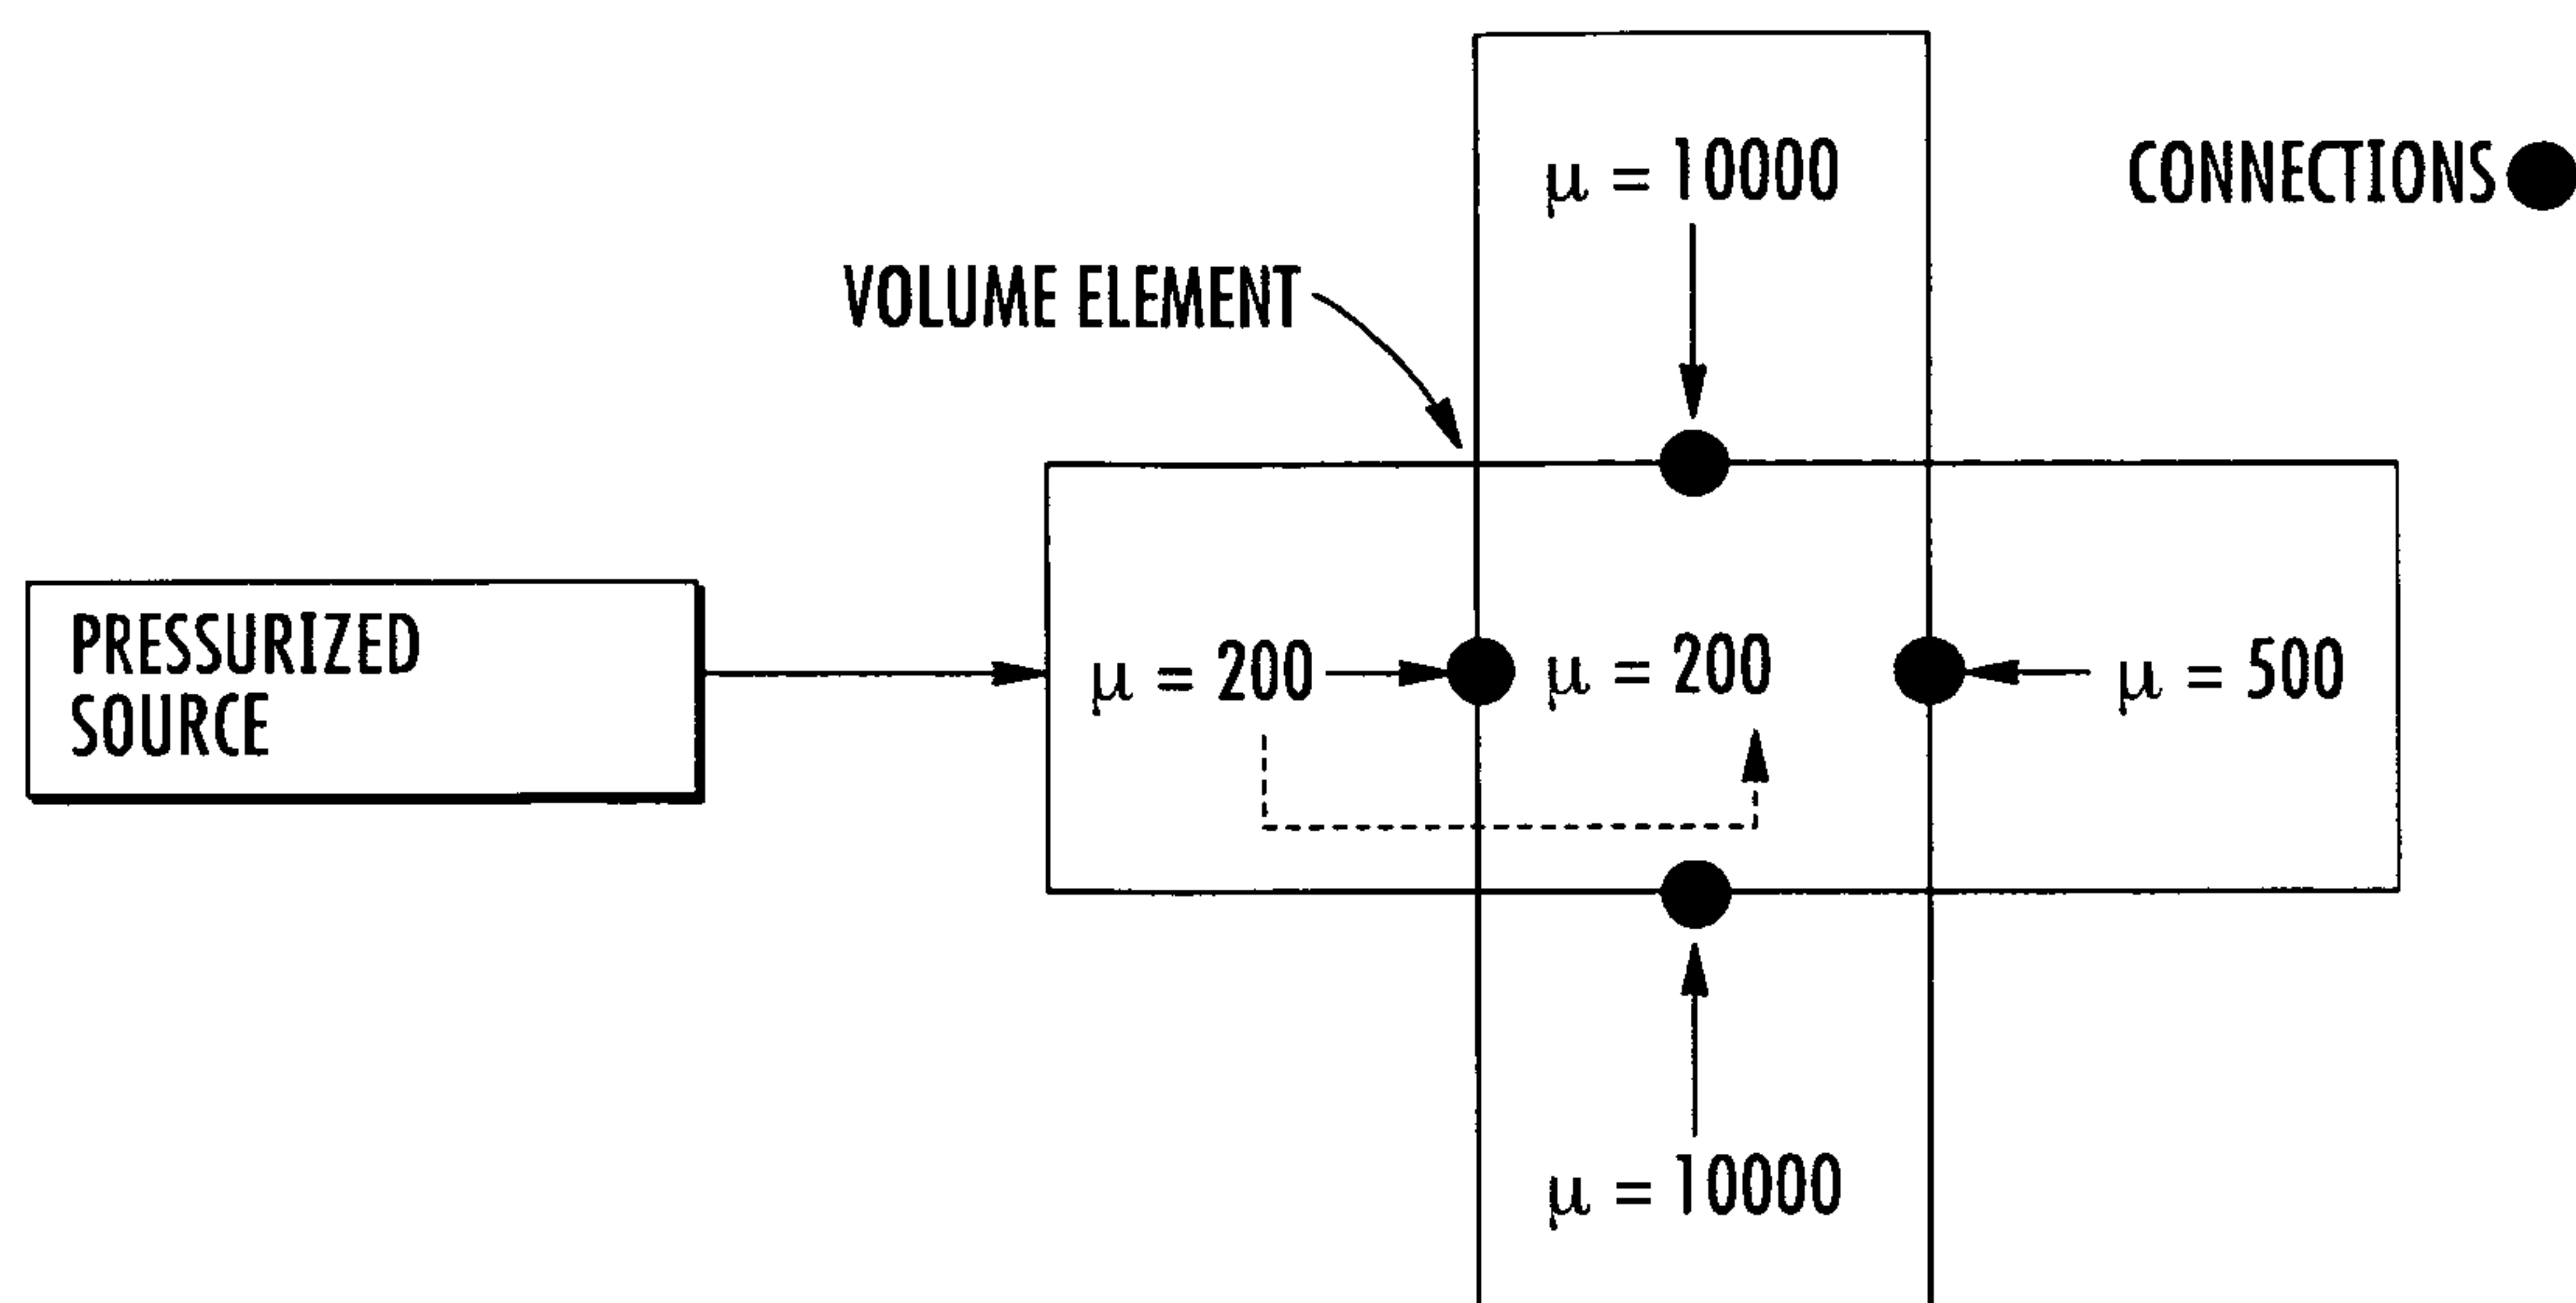 μ = 10000
CONNECTIONS
VOLUME ELEMENT
PRESSURIZED
SOURCE
μ = 200
μ = 200
μ = 500
μ = 10000